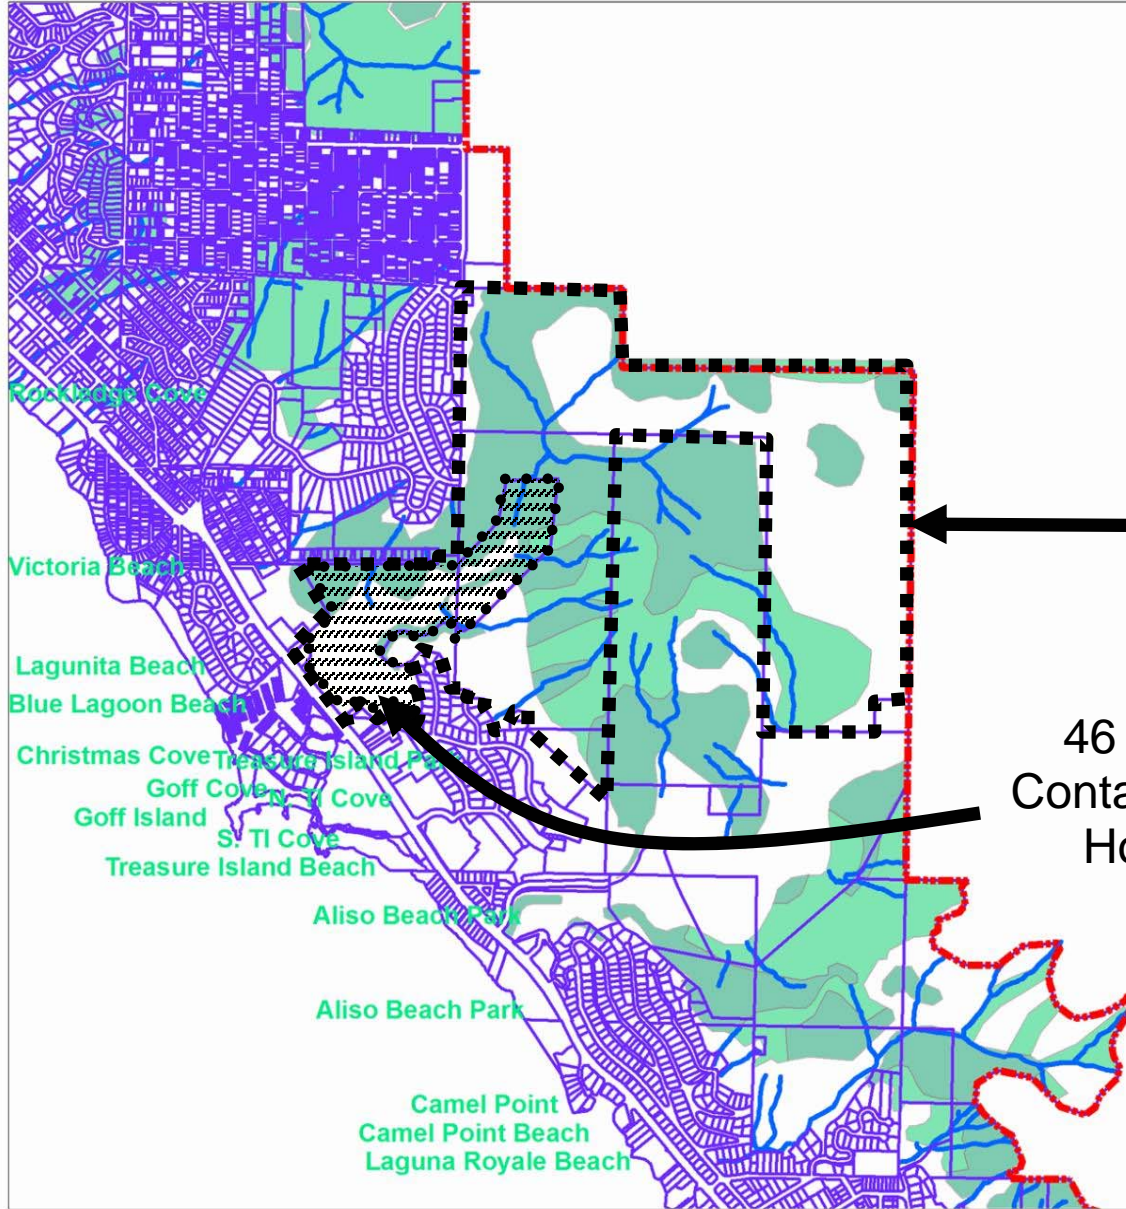 Rockledge Cove
Victoria Beach
Lagunita Beach
Blue Lagoon Beach
46
Conta
Christmas Cove
Treasure Island Park
Goff Cove
N. TI Cove
Ho
Goff Island
S. TI Cove
Treasure Island Beach
Aliso Beach Park
Aliso Beach Park
Camel Point
Camel Point Beach
Laguna Royale Beach